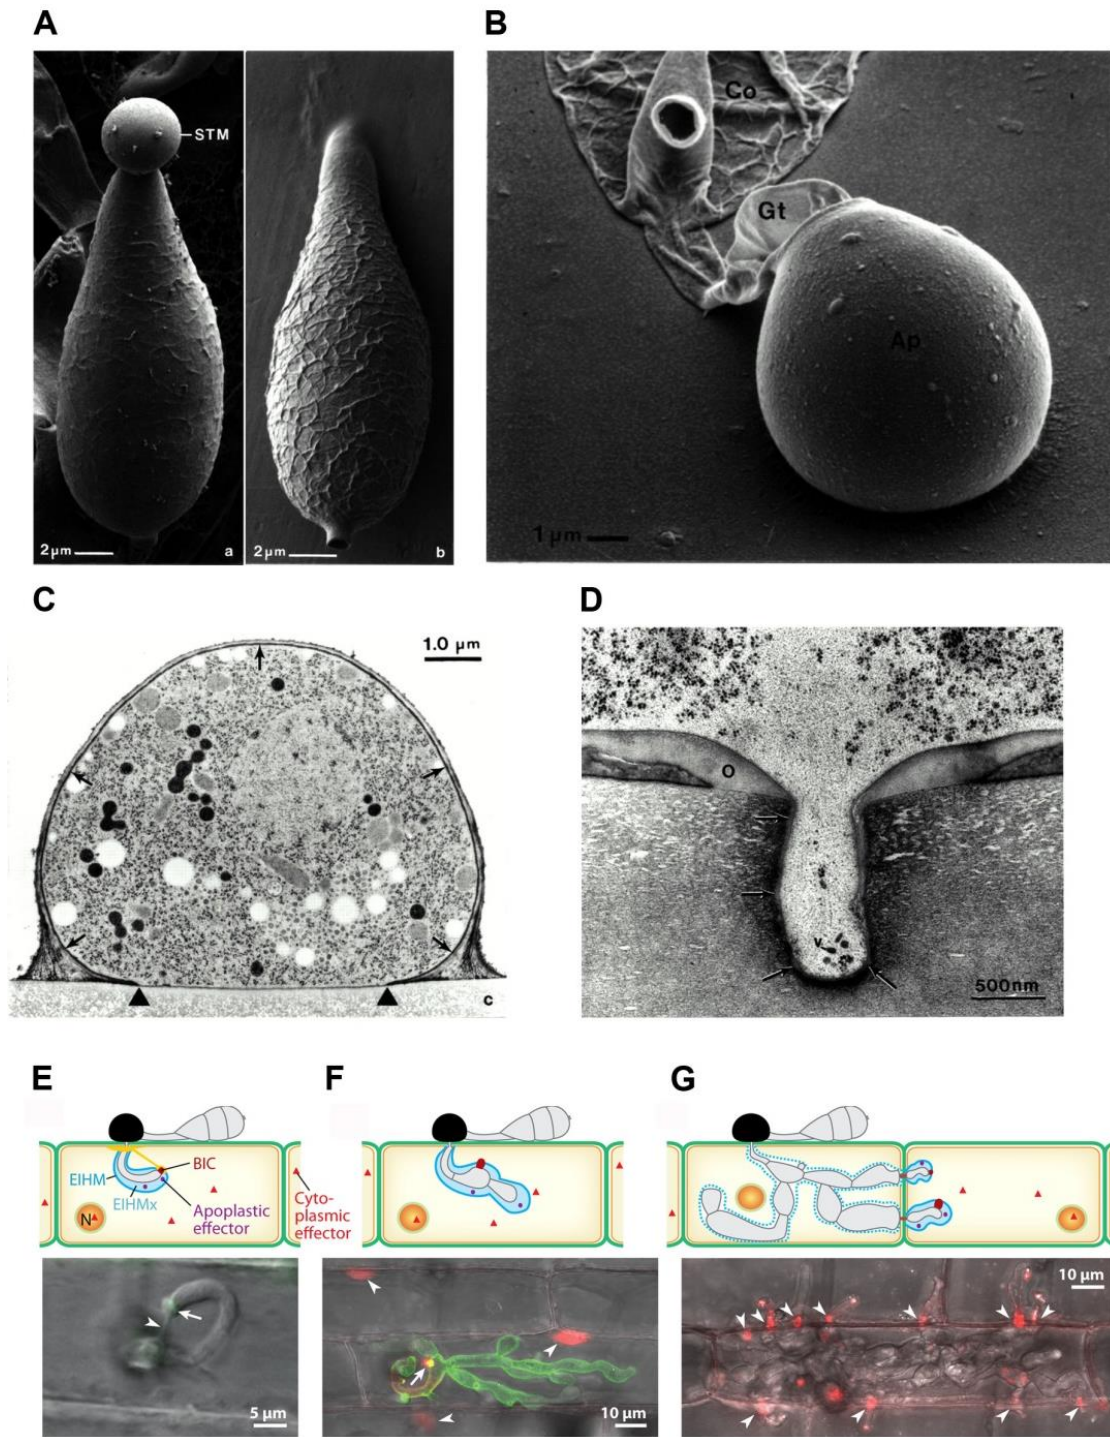 A
B
STM
2μm
a
2μm
b
Co
Gt
Ap
1 μm
C
D
1.0 μm
c
O
v
500nm
E
F
G
EIHM
EIHMx
N
BIC
Apoplastic
effector
Cyto-
plasmic
effector
5 μm
10 μm
10 μm